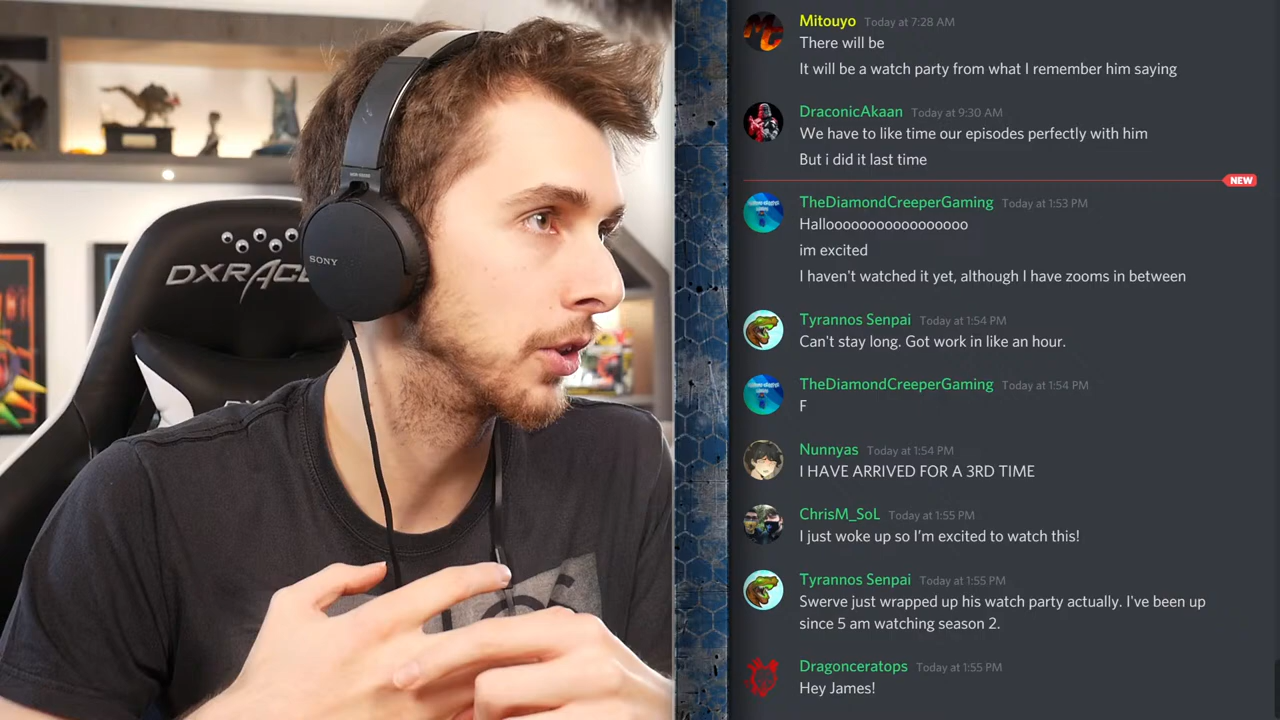 Mitouyo Today at 7:28 AM
There will be
It will be a watch party from what I remember him saying
DraconicAkaan Today at 9:30 AM
We have to like time our episodes perfectly with him
But i did it last time
NEW
TheDiamondCreeperGaming Today at 1:53 PM
Hallooooooooooooooooo
im excited
I haven't watched it yet, although I have zooms in between
Tyrannos Senpai Today at 1:54 PM
Can't stay long. Got work in like an hour.
TheDiamondCreeperGaming Today at 1:54 PM
F
Nunnyas Today at 1:54 PM
I HAVE ARRIVED FOR A 3RD TIME
ChrisM_SoL Today at 1:55 PM
I just woke up so I'm excited to watch this!
Tyrannos Senpai Today at 1:55 PM
Swerve just wrapped up his watch party actually. I've been up
since 5 am watching season 2.
Dragonceratops Today at 1:55 PM
Hey James!
DXRACE
SONY